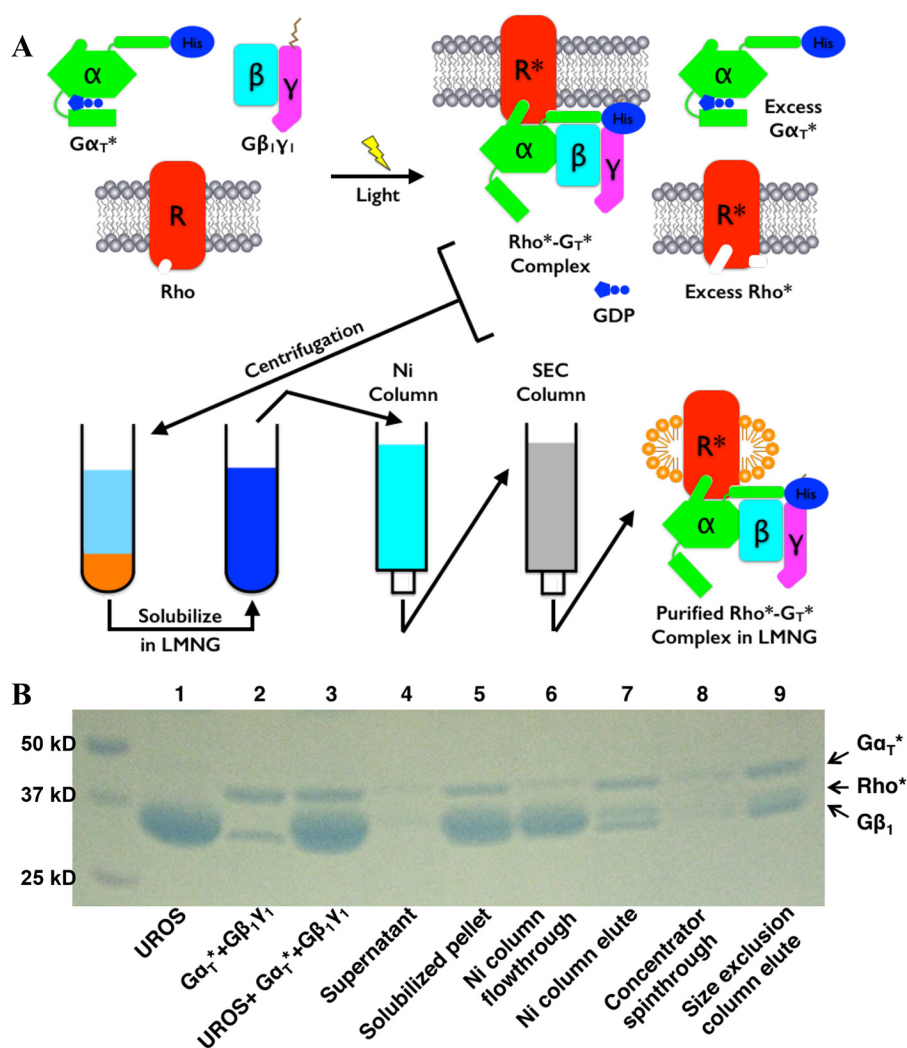 A
His
α
GαT*
β
γ
Gβ1γ1
R
Rho
Light
R*
His
α
β
γ
Rho*-GT*
Complex
GDP
His
α
Excess
GαT*
R*
Excess Rho*
Centrifugation
Ni
Column
SEC
Column
Solubilize
in LMNG
R*
His
α
β
γ
Purified Rho*-GT*
Complex in LMNG
B
1 2 3 4 5 6 7 8 9
50 kD
37 kD
25 kD
GαT*
Rho*
Gβ1
UROS
GαT*+Gβ1γ1
UROS+ GαT*+Gβ1γ1
Supernatant
Solubilized pellet
Ni column
flowthrough
Ni column elute
Concentrator
spinthrough
Size exclusion
column elute